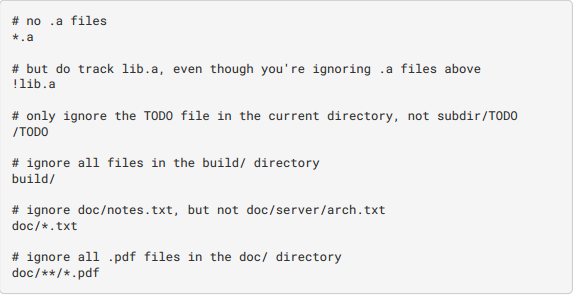 # no .a files
*.a
# but do track lib.a, even though you're ignoring .a files above
!lib.a
# only ignore the TODO file in the current directory, not subdir/TODO
/TODO
# ignore all files in the build/ directory
build/
# ignore doc/notes.txt, but not doc/server/arch.txt
doc/*.txt
# ignore all .pdf files in the doc/ directory
doc/**/*.pdf